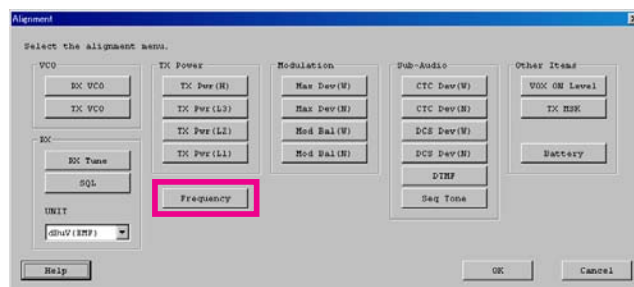 Alignment
Select the alignment menu.
VCO
RX VCO
TX VCO
RX
RX Tune
SQL
UNIT
dBuV(EMF)
TX Power
TX Pwr(H)
TX Pwr(L3)
TX Pwr(L2)
TX Pwr(L1)
Frequency
Modulation
Max Dev(W)
Max Dev(N)
Mod Bal(W)
Mod Bal(N)
Sub-Audio
CTC Dev(W)
CTC Dev(N)
DCS Dev(W)
DCS Dev(N)
DTMF
Seq Tone
Other Items
VOX ON Level
TX MSK
Battery
Help
OK
Cancel